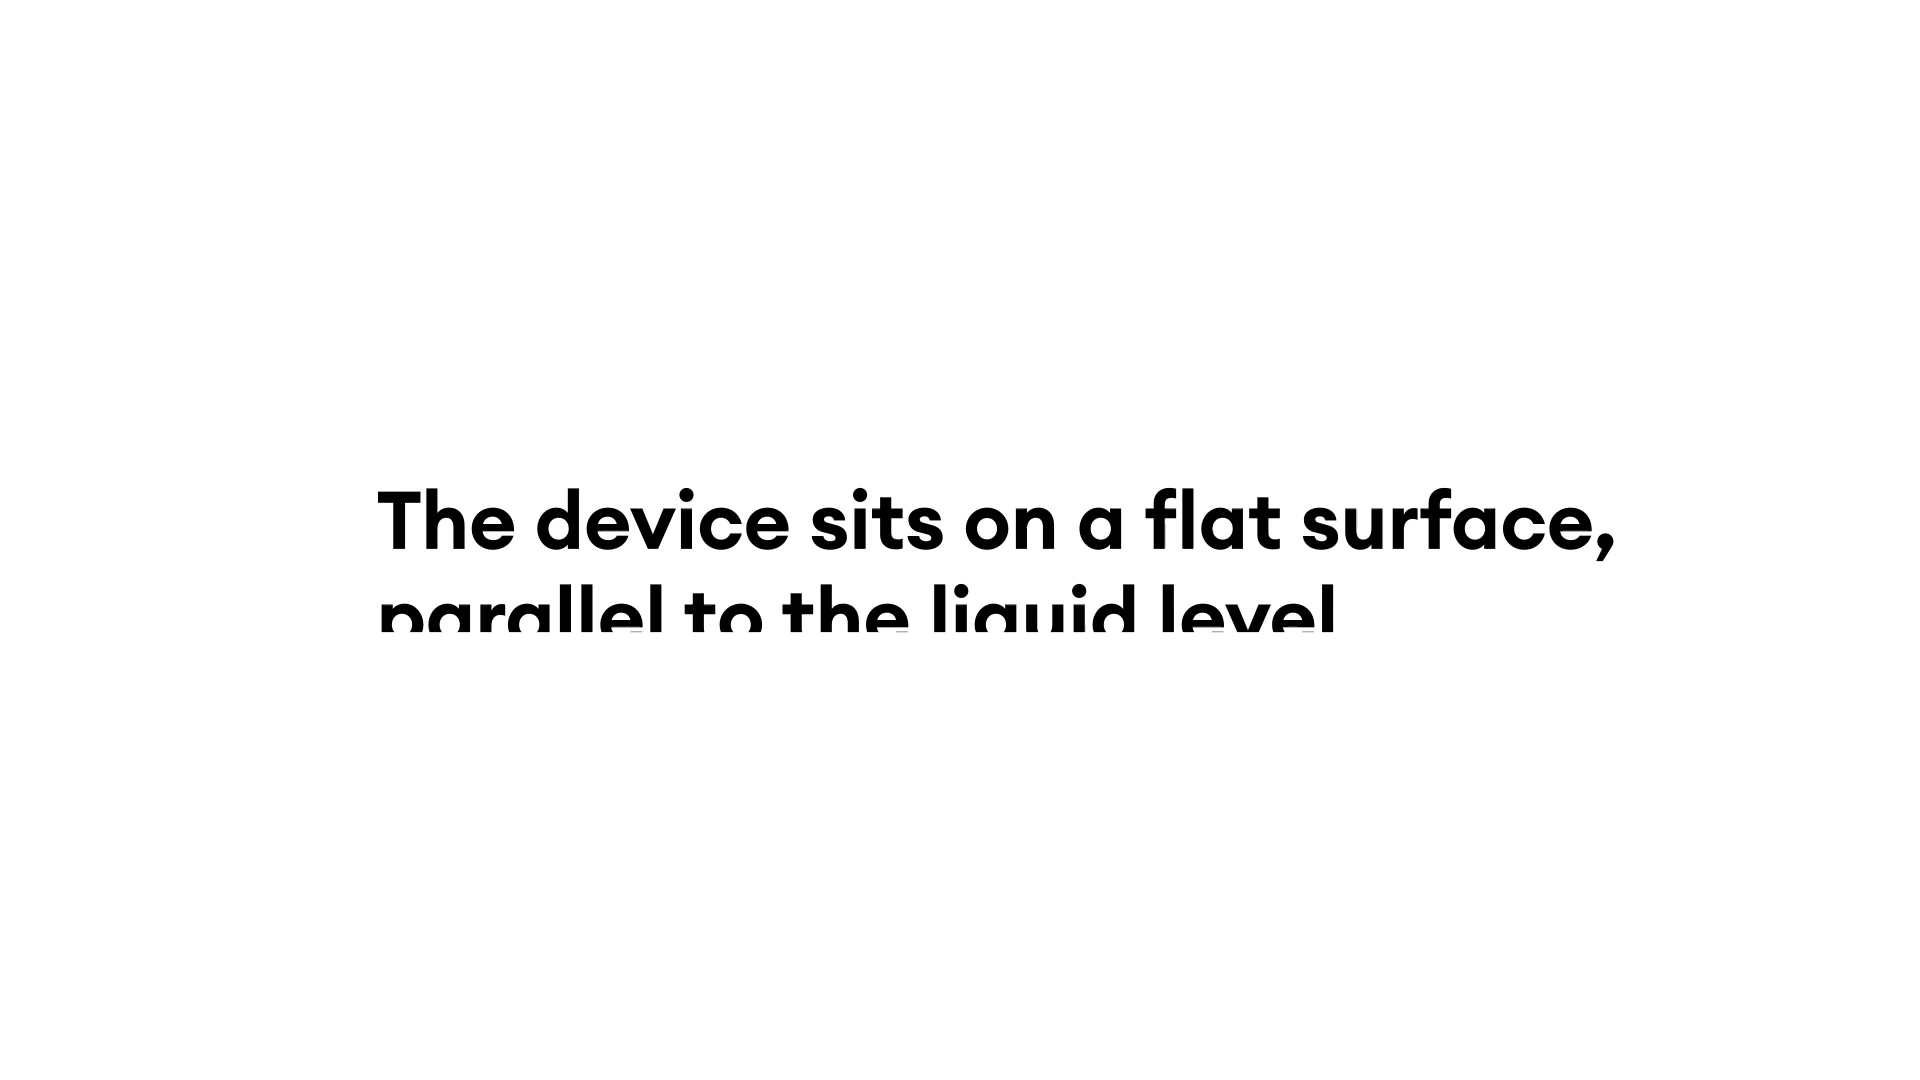 The device sits on a flat surface,
parallel to the liquid level